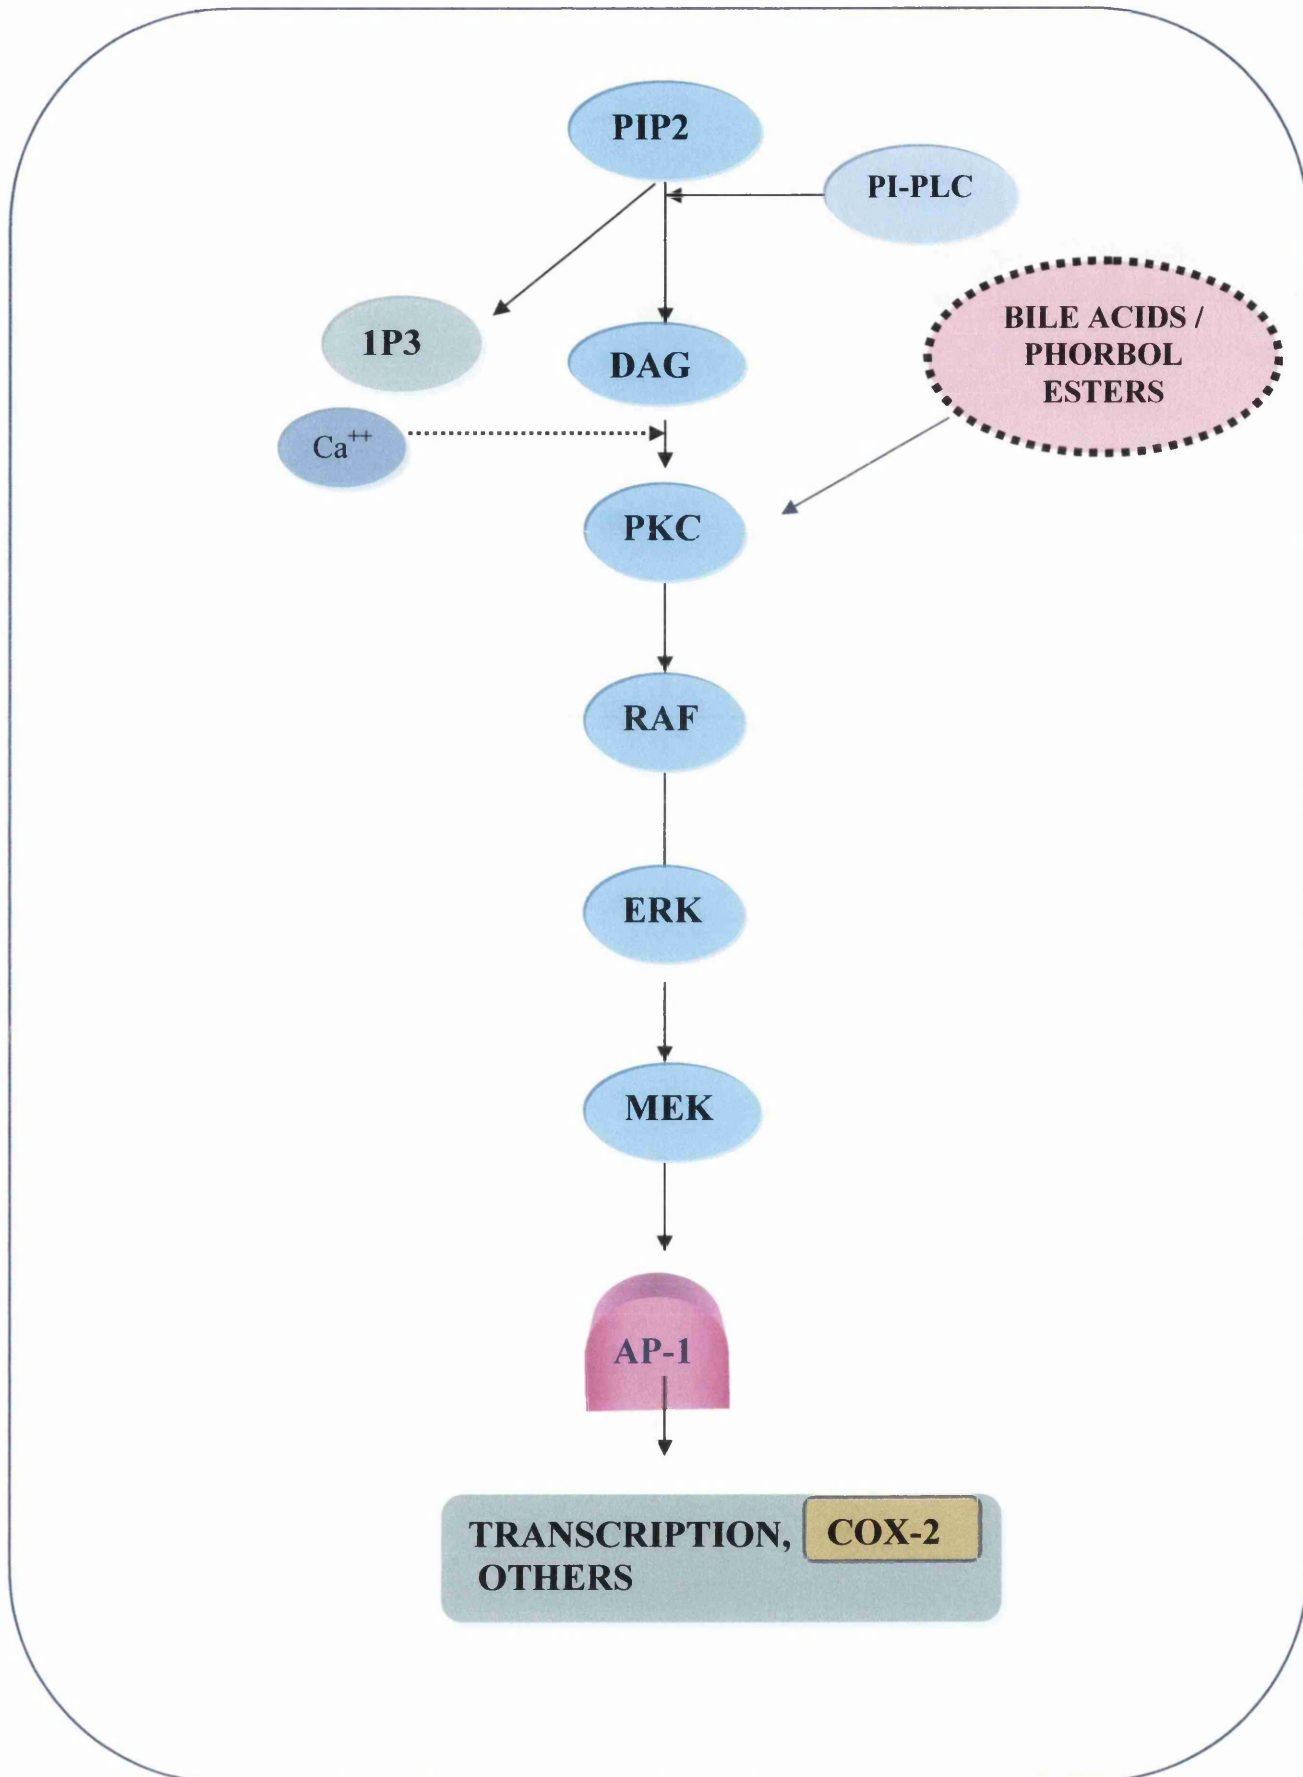 PIP2
PI-PLC
BILE ACIDS /
PHORBOL
ESTERS
1P3
DAG
Ca⁺⁺
PKC
RAF
ERK
MEK
AP-1
TRANSCRIPTION, COX-2
OTHERS